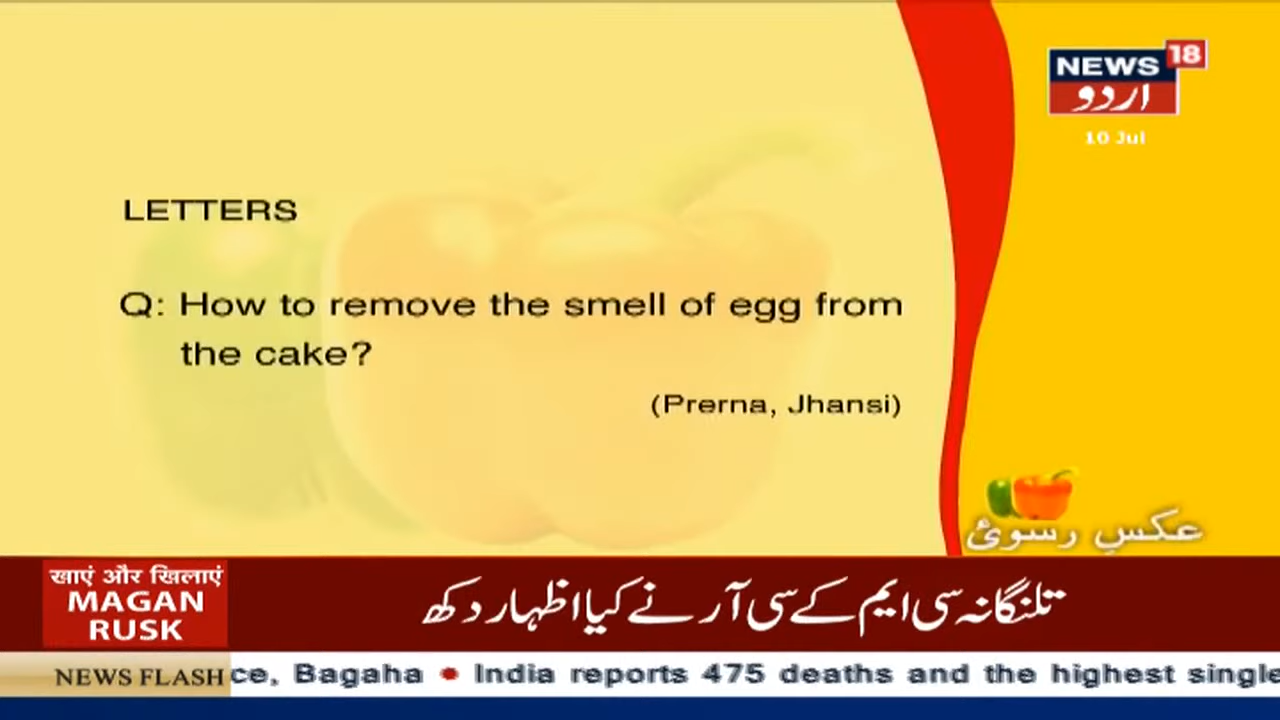 NEWS 18
اردو
10 Jul
LETTERS
Q: How to remove the smell of egg from
the cake?
(Prerna, Jhansi)
عکسِ رسوئ
खाएं और खिलाएं
MAGAN
RUSK
تلنگانہ سی ایم کے سی آر نے کیا اظہار دکھ
NEWS FLASH
ce, Bagaha • India reports 475 deaths and the highest single